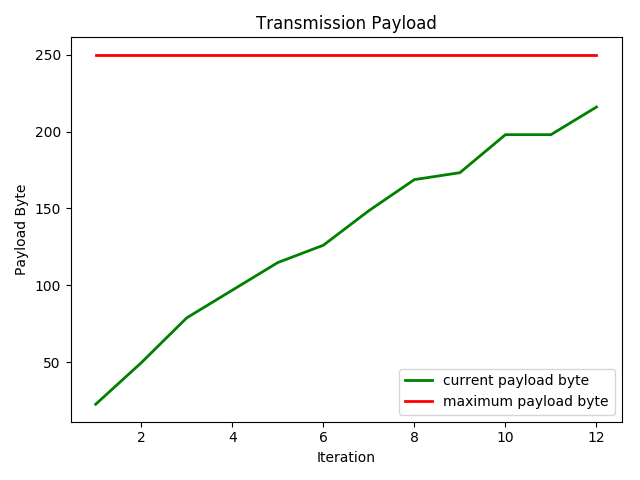 Transmission Payload
Payload Byte
250
200
150
100
50
current payload byte
maximum payload byte
2 4 6 8 10 12
Iteration